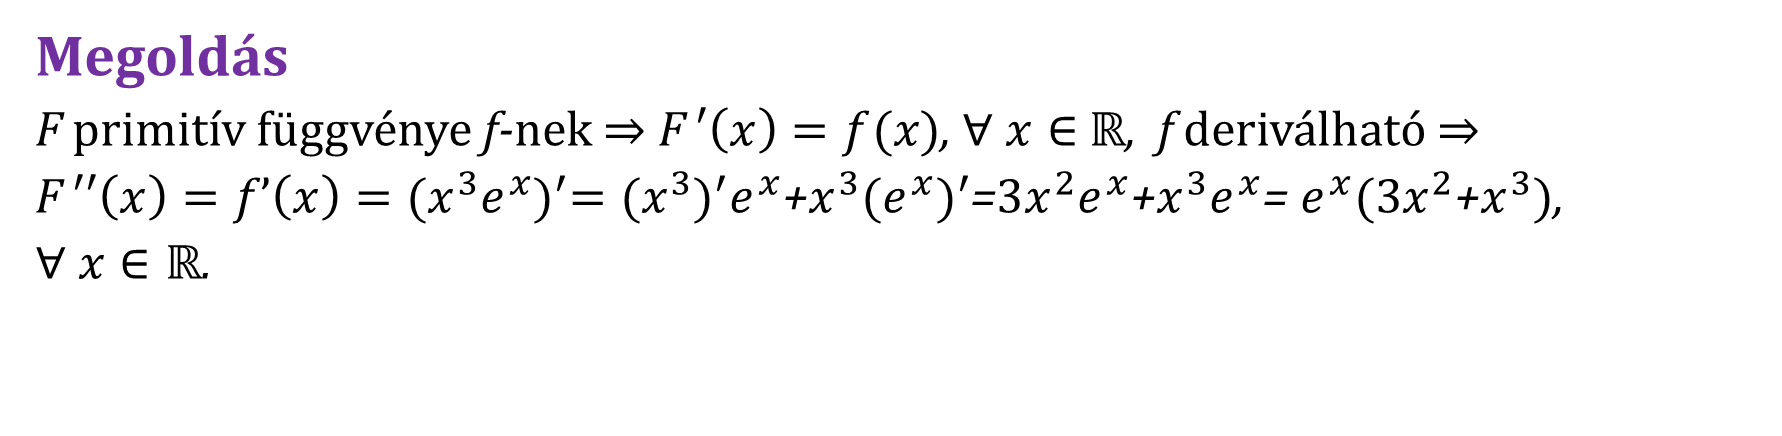 Megoldás
F primitív függvénye f-nek ⇒ F ′(x) = f(x), ∀ x ∈ ℝ, f deriválható ⇒
F ′′(x) = f’(x) = (x³eˣ)′= (x³)′eˣ+x³(eˣ)′=3x²eˣ+x³eˣ= eˣ(3x²+x³),
∀ x ∈ ℝ.